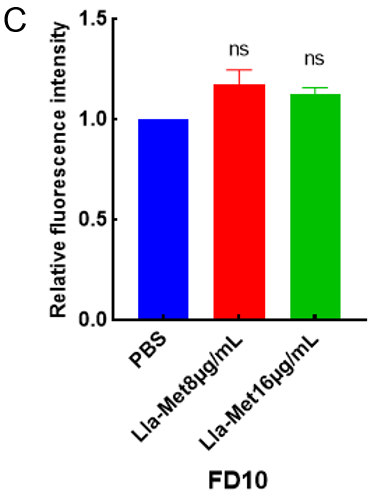 C
Relative fluorescence intensity
1.5
1.0
0.5
0.0
ns
ns
PBS
Lla-Met8μg/mL
Lla-Met16μg/mL
FD10